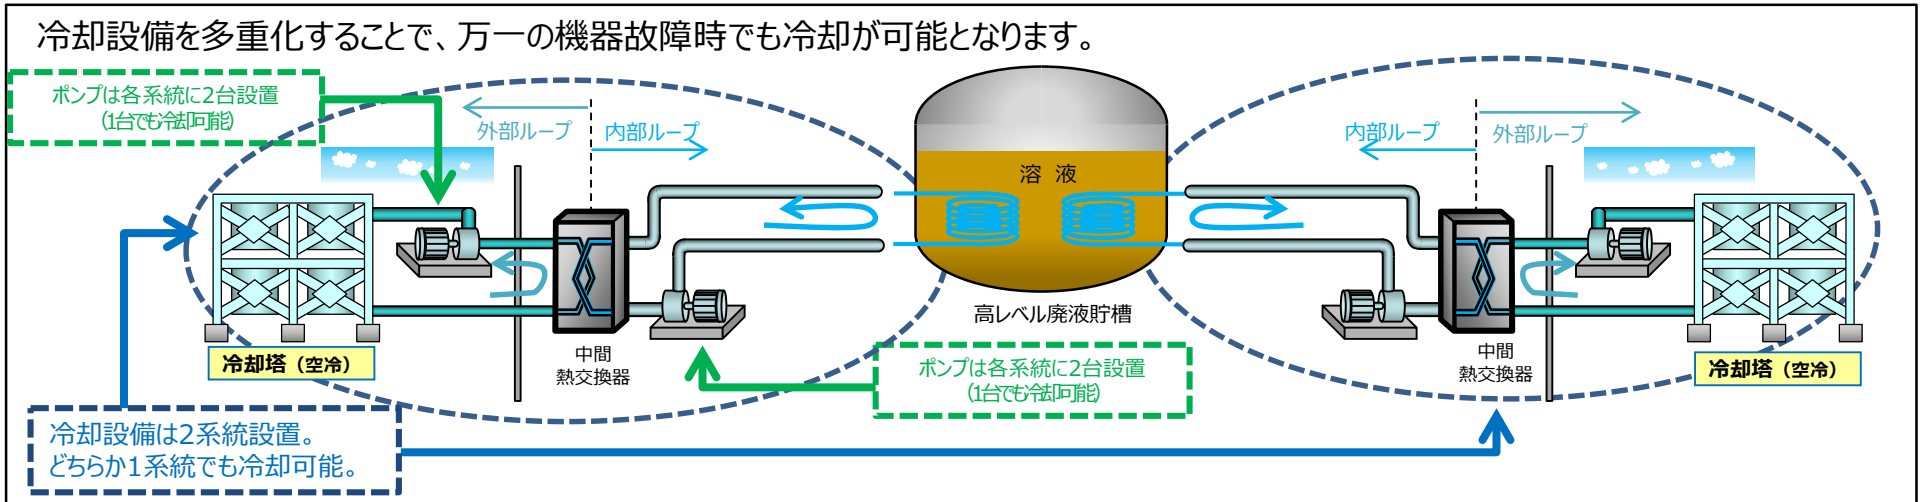 冷却設備を多重化することで、万一の機器故障時でも冷却が可能となります。
ポンプは各系統に2台設置
(1台でも冷却可能)
外部ループ
内部ループ
溶 液
内部ループ
外部ループ
高レベル廃液貯槽
中間
熱交換器
冷却塔（空冷）
ポンプは各系統に2台設置
(1台でも冷却可能)
中間
熱交換器
冷却塔（空冷）
冷却設備は2系統設置。
どちらか1系統でも冷却可能。